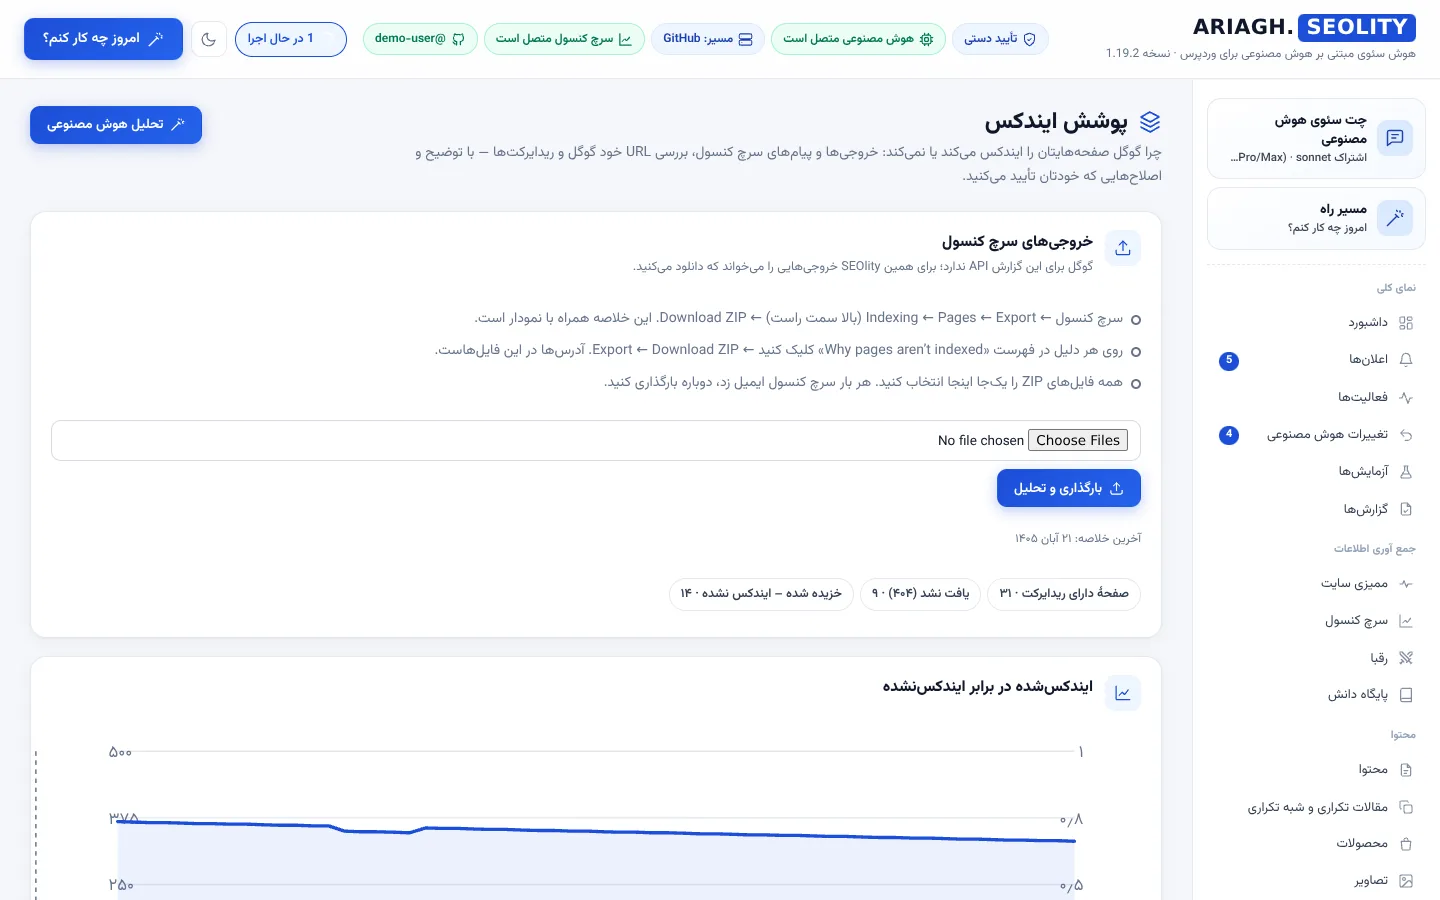 ARIAGH. SEOLITY
هوش سئوی مبتنی بر هوش مصنوعی برای وردپرس · نسخه 1.19.2
تأیید دستی
هوش مصنوعی متصل است
مسیر: GitHub
سرچ کنسول متصل است
@demo-user
1 در حال اجرا
امروز چه کار کنم؟
چت سئوی هوش مصنوعی
اشتراک Pro/Max) · sonnet…
مسیر راه
امروز چه کار کنم؟
نمای کلی
داشبورد
اعلان‌ها
5
فعالیت‌ها
تغییرات هوش مصنوعی
4
آزمایش‌ها
گزارش‌ها
جمع آوری اطلاعات
ممیزی سایت
سرچ کنسول
رقبا
پایگاه دانش
محتوا
محتوا
مقالات تکراری و شبه تکراری
محصولات
تصاویر
پوشش ایندکس
تحلیل هوش مصنوعی
چرا گوگل صفحه‌هایتان را ایندکس می‌کند یا نمی‌کند: خروجی‌ها و پیام‌های سرچ کنسول، بررسی URL خود گوگل و ریدایرکت‌ها — با توضیح و
اصلاح‌هایی که خودتان تأیید می‌کنید.
خروجی‌های سرچ کنسول
گوگل برای این گزارش API ندارد؛ برای همین SEOlity خروجی‌هایی را می‌خواند که دانلود می‌کنید.
سرچ کنسول ← Indexing ← Pages ← Export (بالا سمت راست) ← Download ZIP. این خلاصه همراه با نمودار است.
روی هر دلیل در فهرست «Why pages aren't indexed» کلیک کنید ← Export ← Download ZIP. آدرس‌ها در این فایل‌هاست.
همه فایل‌های ZIP را یک‌جا اینجا انتخاب کنید. هر بار سرچ کنسول ایمیل زد، دوباره بارگذاری کنید.
Choose Files No file chosen
بارگذاری و تحلیل
آخرین خلاصه: ۲۱ آبان ۱۴۰۵
صفحهٔ دارای ریدایرکت · ۳۱
یافت نشد (۴۰۴) · ۹
خزیده شده – ایندکس نشده · ۱۴
ایندکس‌شده در برابر ایندکس‌نشده
۵۰۰
۱
۳۷۵
۰٫۸
۲۵۰
۰٫۵